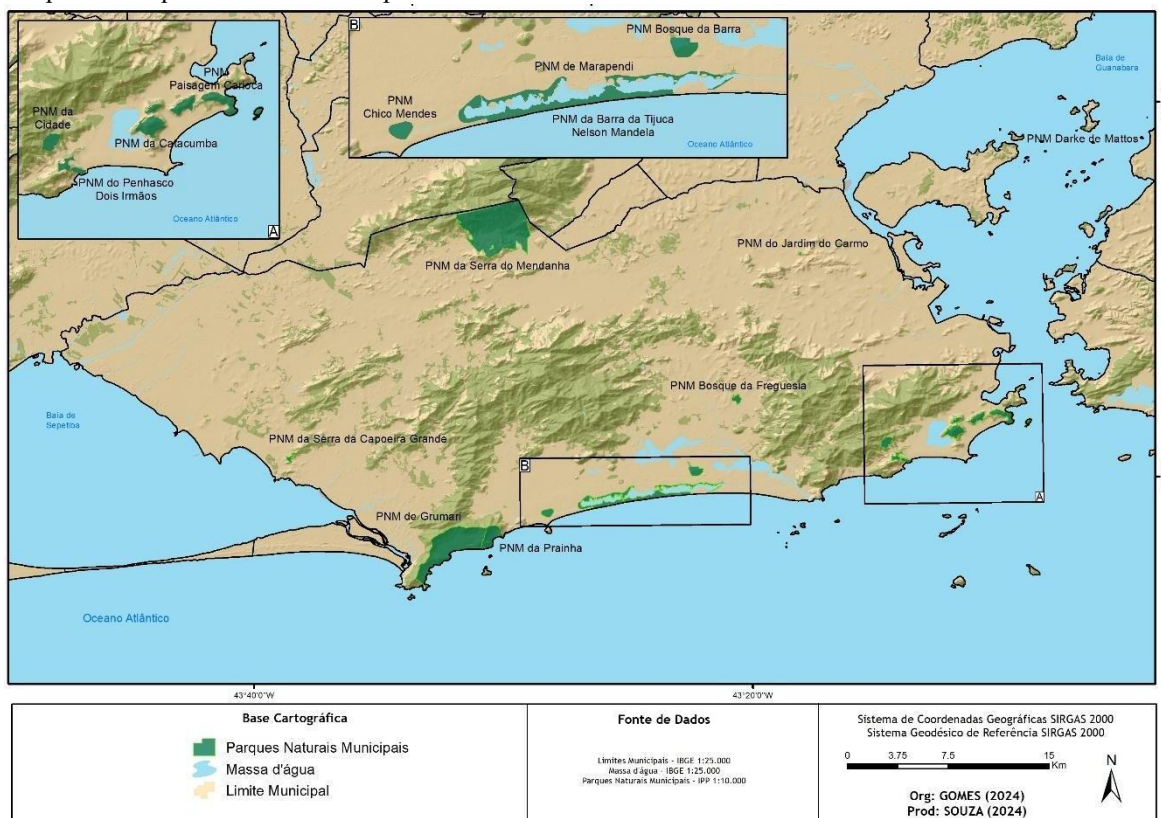 B
PNM Bosque da Barra
PNM de Marapendi
PNM
Chico Mendes
PNM da Barra da Tijuca
Nelson Mandela
Oceano Atlântico
PNM
Paisagem Carioca
PNM da
Cidade
PNM da Catacumba
PNM do Penhasco
Dois Irmãos
Oceano Atlântico
A
Baía de
Guanabara
PNM Darke de Mattos
PNM do Jardim do Carmo
PNM da Serra do Mendanha
PNM Bosque da Freguesia
Baía de
Sepetiba
PNM da Serra da Capoeira Grande
B
A
PNM de Grumari
PNM da Prainha
Oceano Atlântico
43°40'0"W
43°20'0"W
Base Cartográfica
Parques Naturais Municipais
Massa d'água
Limite Municipal
Fonte de Dados
Limites Municipais - IBGE 1:25.000
Massa d'água - IBGE 1:25.000
Parques Naturais Municipais - IPP 1:10.000
Sistema de Coordenadas Geográficas SIRGAS 2000
Sistema Geodésico de Referência SIRGAS 2000
0 3.75 7.5 15
Km
N
Org: GOMES (2024)
Prod: SOUZA (2024)